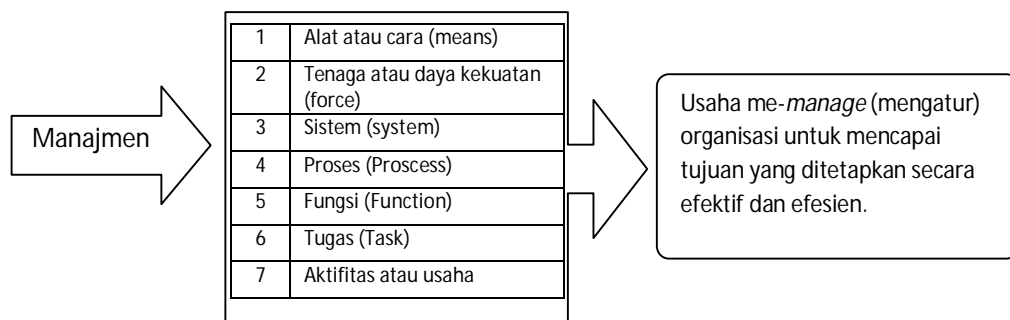 Manajmen
1 Alat atau cara (means)
2 Tenaga atau daya kekuatan
(force)
3 Sistem (system)
4 Proses (Proscess)
5 Fungsi (Function)
6 Tugas (Task)
7 Aktifitas atau usaha
Usaha me-manage (mengatur)
organisasi untuk mencapai
tujuan yang ditetapkan secara
efektif dan efesien.